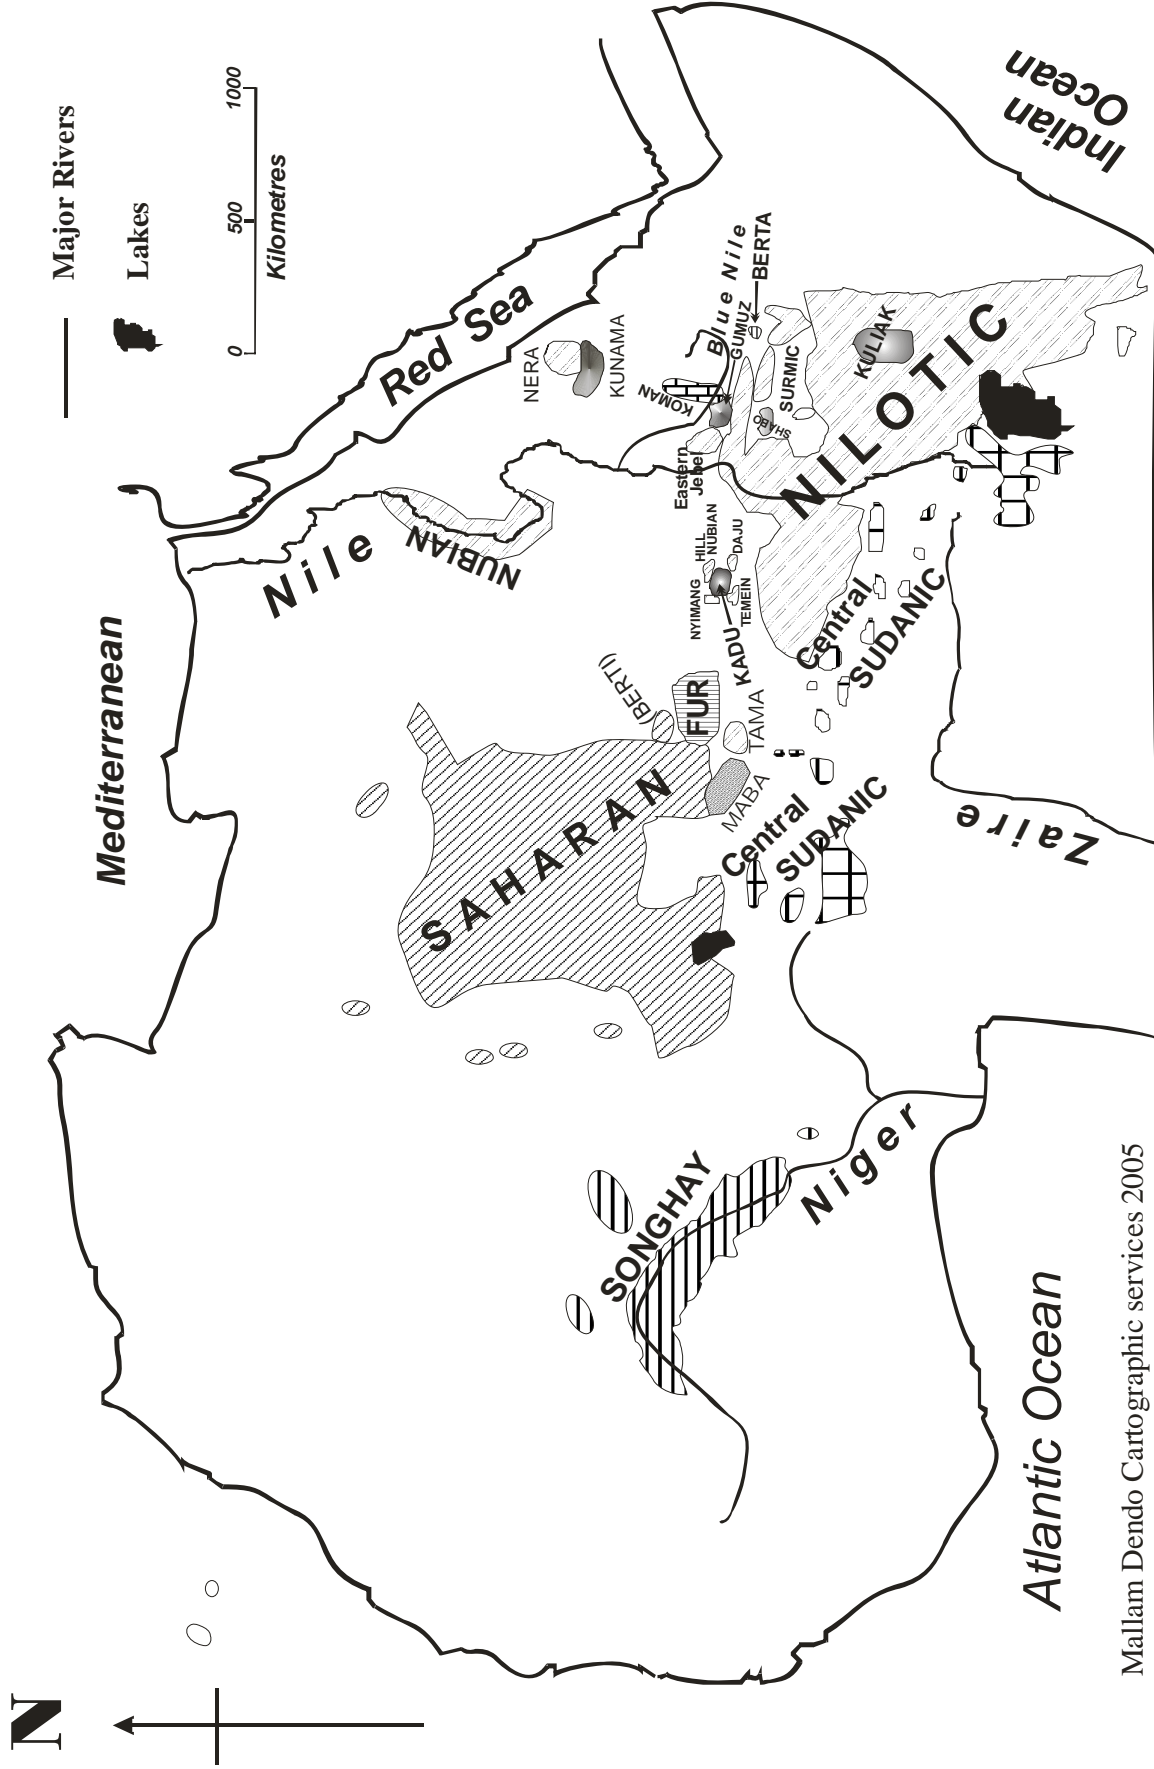 N
Major Rivers
Lakes
0
500
1000
Kilometres
Mediterranean
Red Sea
Nile
NUBIAN
NERA
KUNAMA
SAHARAN
(BERTI)
FUR
TAMA
MABA
KADU
NYIMANG
HILL
NUBIAN
DAJU
TEMEIN
Eastern
Jebel
KOMAN
Blue Nile
GUMUZ
BERTA
SURMIC
SHABO
KULIAK
NILOTIC
Central
SUDANIC
Central
SUDANIC
SONGHAY
Niger
Zaire
Indian
Ocean
Atlantic Ocean
Mallam Dendo Cartographic services 2005